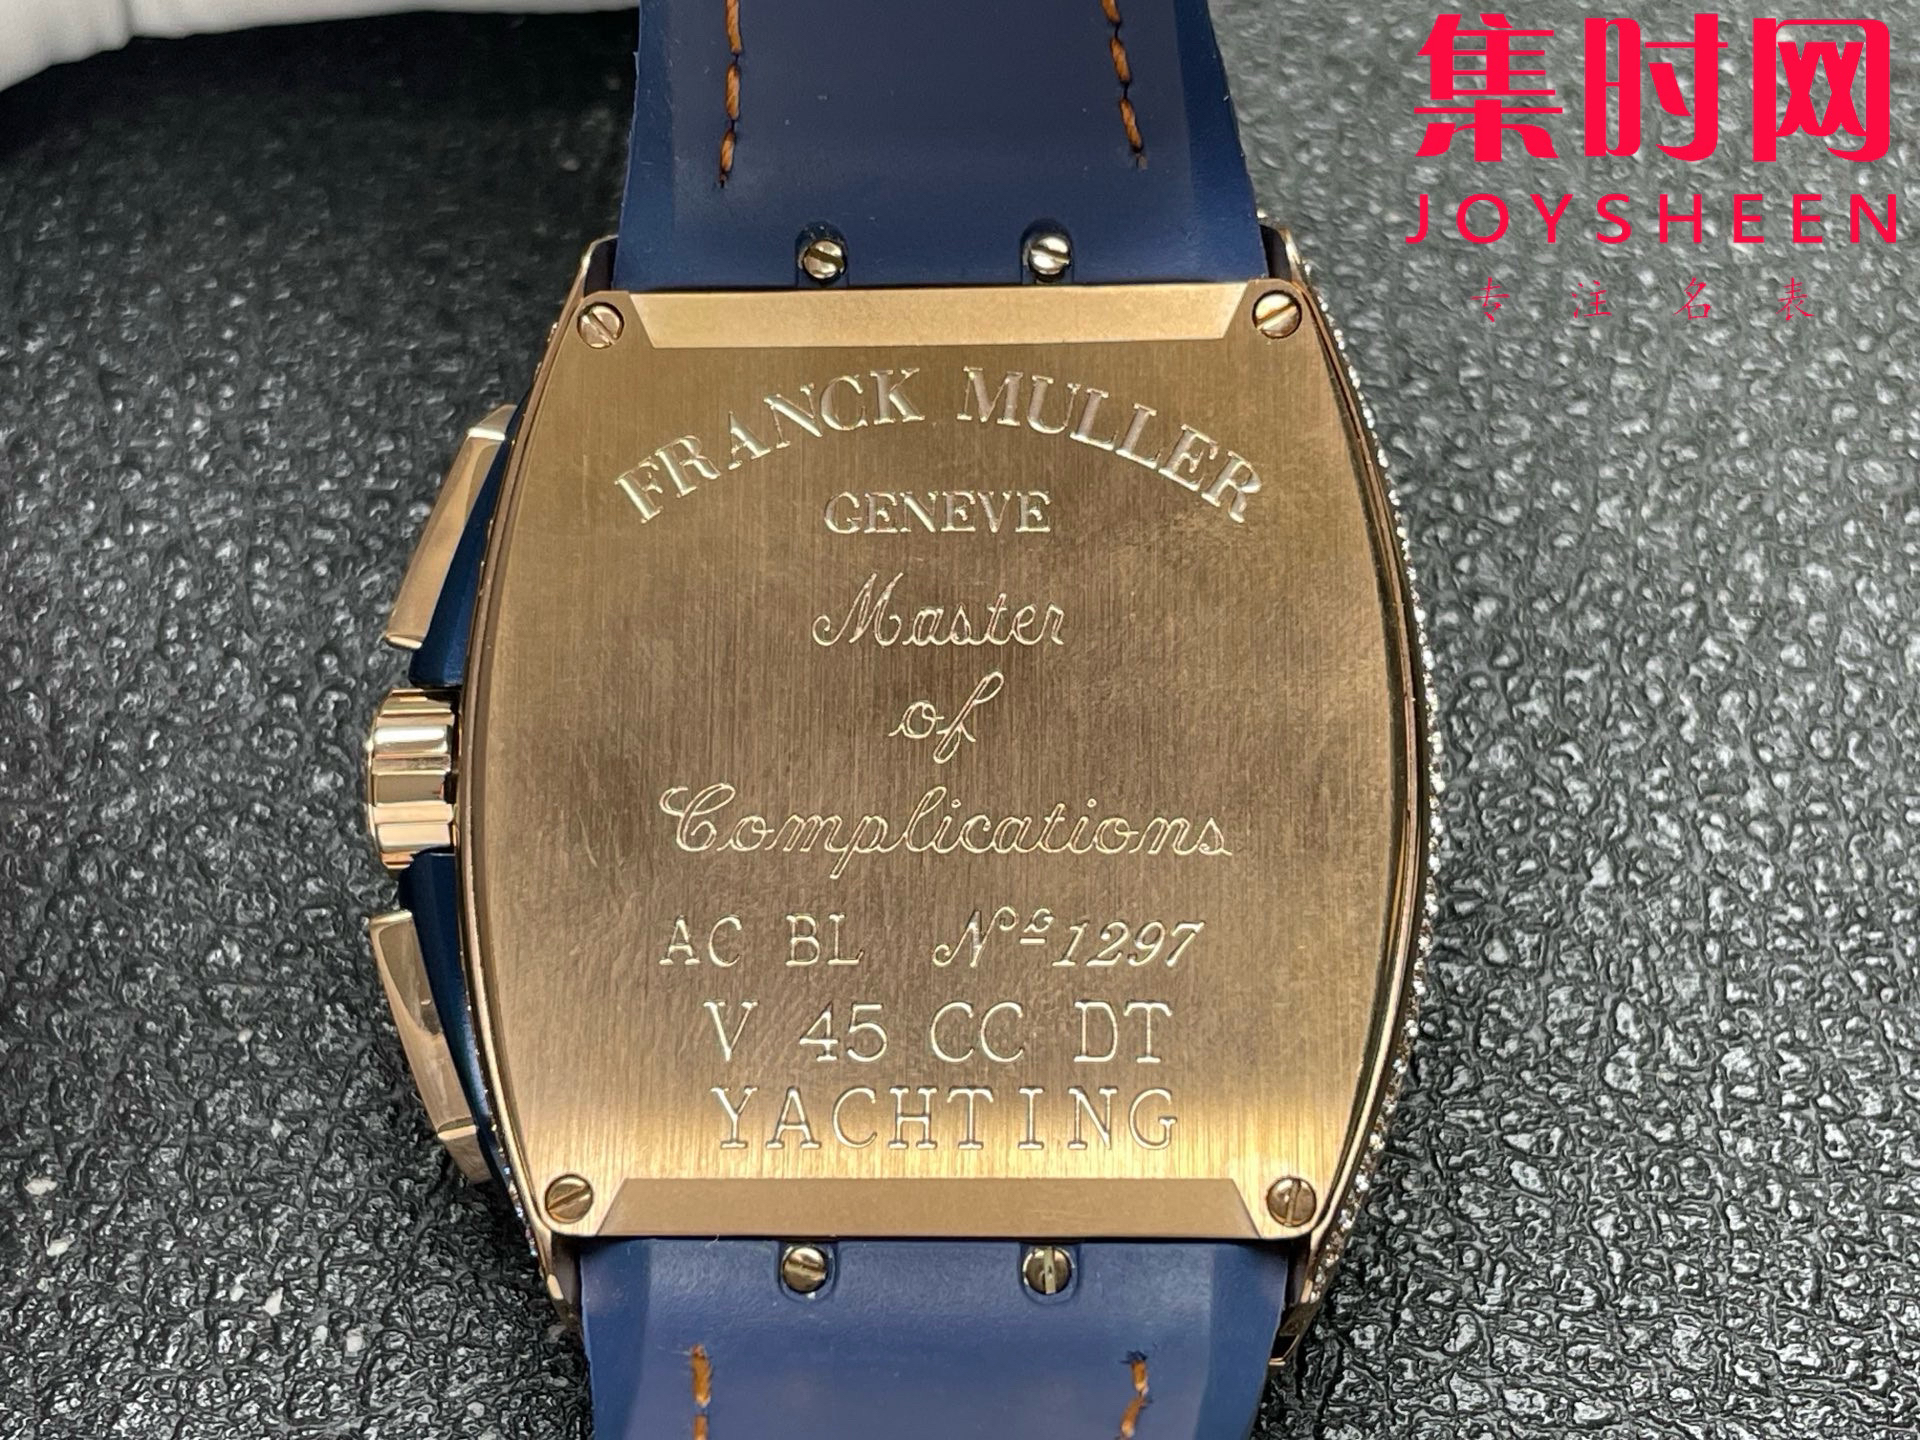 集时网
JOYSHEEN
专注名表
FRANCK MULLER
GENEVE
Master
of
Complications
AC BL Nº 1297
V 45 CC DT
YACHTING